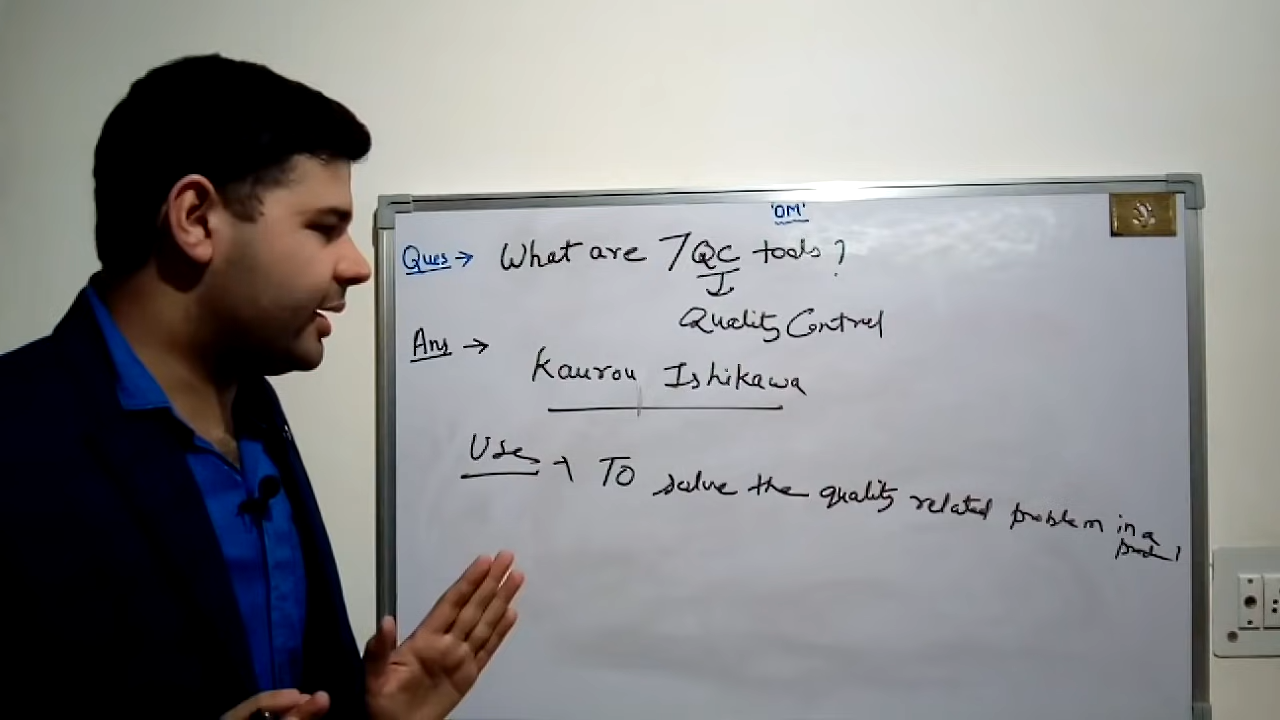 'OM'
Ques → What are 7 QC tools?
Quality Control
Ans →
Kaurou Ishikawa
Use → To solve the quality related problem in a